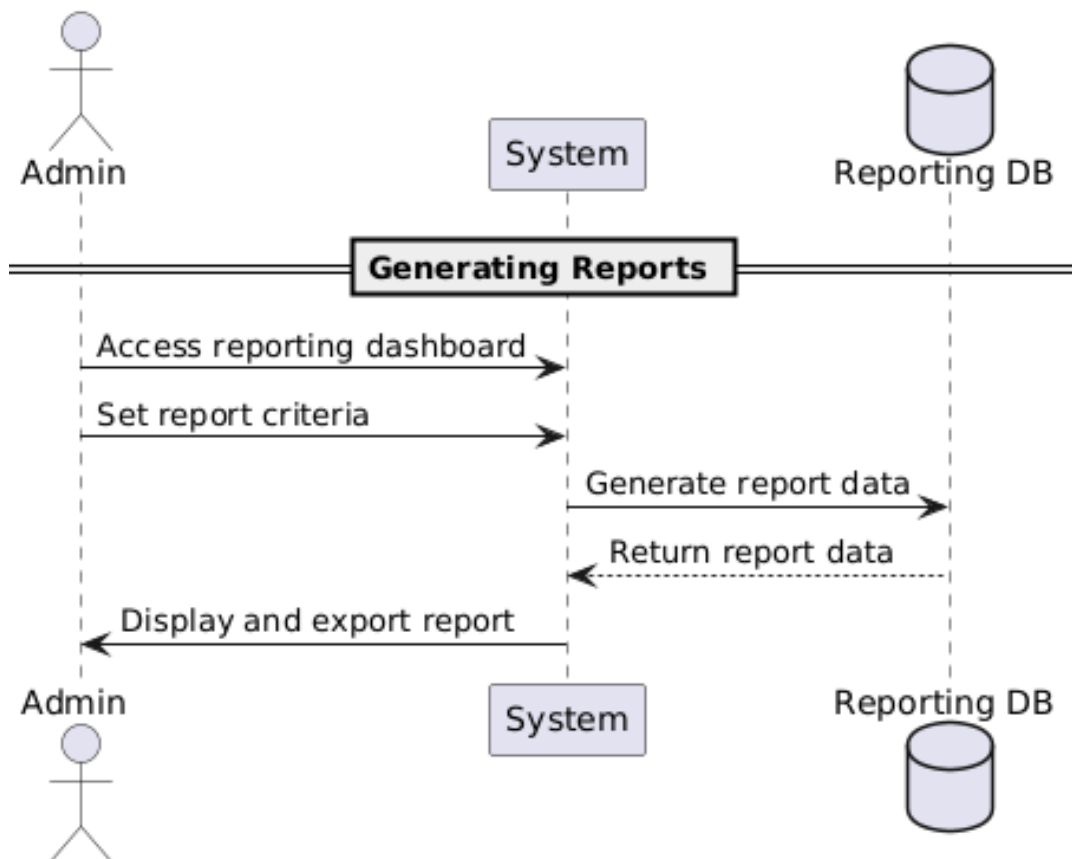 Admin
System
Reporting DB
Generating Reports
Access reporting dashboard
Set report criteria
Generate report data
Return report data
Display and export report
Admin
System
Reporting DB